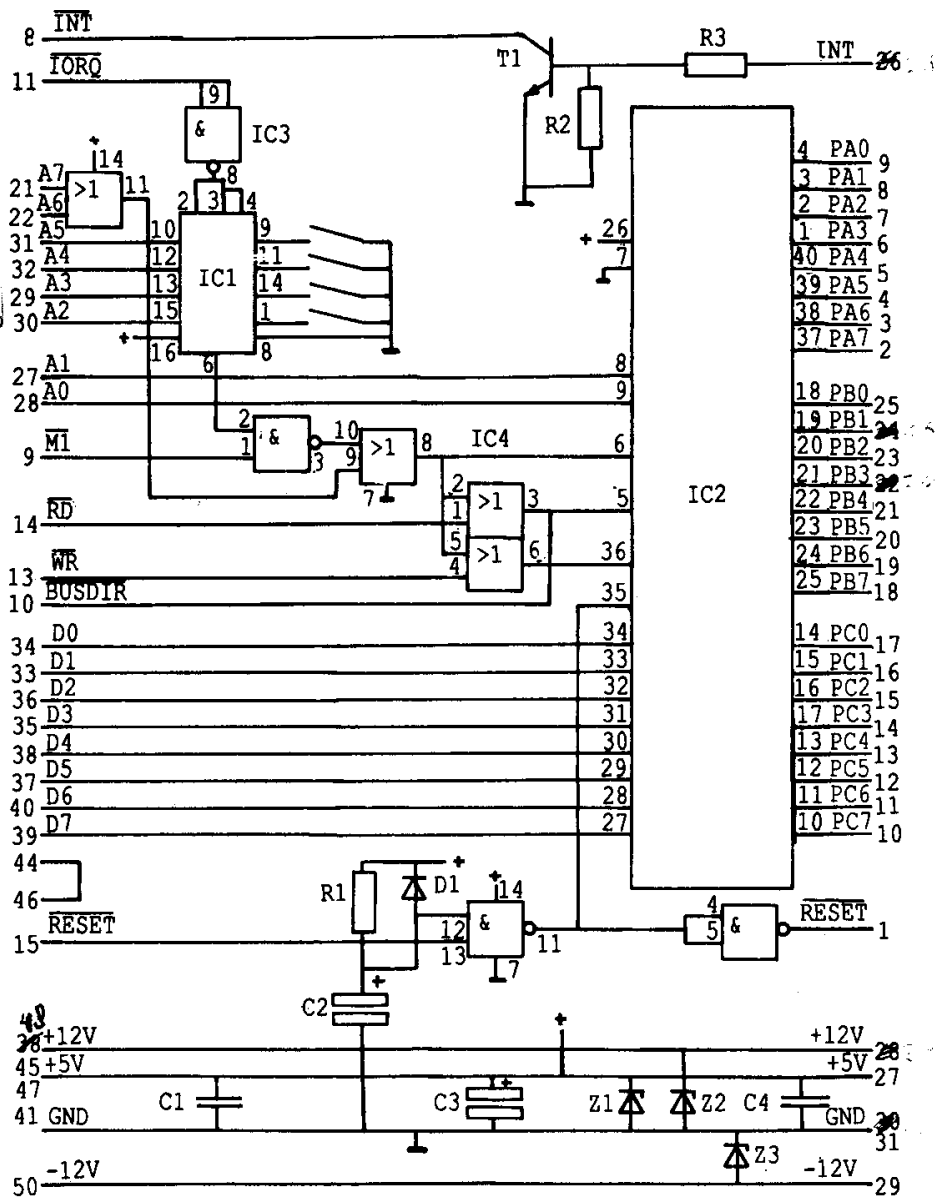 8 INT
T1 R3 INT
11 IORQ
9
& IC3
R2
14
8
21 A7 >1 11
22 A6
2 3 4
4 PA0 9
3 PA1 8
2 PA2 7
1 PA3 6
40 PA4 5
39 PA5 4
38 PA6 3
37 PA7 2
31 A5 10 9
32 A4 12 11
29 A3 13 IC1 14
30 A2 15 1
16 6 8
+ 26
7
27 A1 8
28 A0 9
18 PB0 25
19 PB1
20 PB2 23
21 PB3
22 PB4 21
23 PB5 20
24 PB6 19
25 PB7 18
2 & 3 10 >1 8 IC4 6
9 M1 1 9
7
IC2
2 >1 3 5
14 RD 1
5 >1 6 36
13 WR 4
10 BUSDIR
35
34 D0 34
33 D1 33
36 D2 32
35 D3 31
38 D4 30
37 D5 29
40 D6 28
39 D7 27
14 PC0 17
15 PC1 16
16 PC2 15
17 PC3 14
13 PC4 13
12 PC5 12
11 PC6 11
10 PC7 10
44
46
R1 D1 + 14
15 RESET 12 & 11
13 7
4 & RESET 1
5
C2 +
48
38 +12V + +12V 28
45 +5V +5V 27
47
C1 C3 + Z1 Z2 C4
41 GND GND 30
31
Z3
50 -12V -12V 29